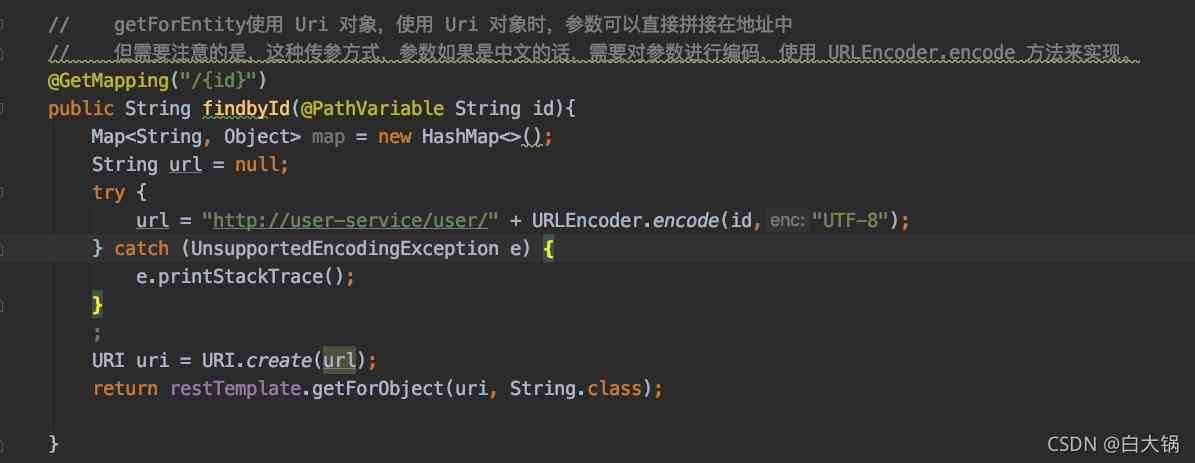 //    getForEntity使用 Uri 对象，使用 Uri 对象时，参数可以直接拼接在地址中
//    但需要注意的是，这种传参方式，参数如果是中文的话，需要对参数进行编码，使用 URLEncoder.encode 方法来实现。
@GetMapping("/{id}")
public String findbyId(@PathVariable String id){
    Map<String, Object> map = new HashMap<>();
    String url = null;
    try {
        url = "http://user-service/user/" + URLEncoder.encode(id, enc: "UTF-8");
    } catch (UnsupportedEncodingException e) {
        e.printStackTrace();
    }
    ;
    URI uri = URI.create(url);
    return restTemplate.getForObject(uri, String.class);
}
CSDN @白大锅